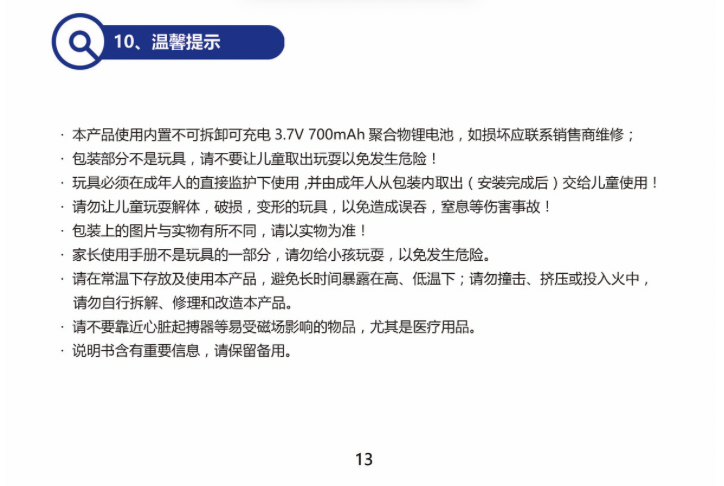 10、温馨提示
· 本产品使用内置不可拆卸可充电 3.7V 700mAh 聚合物锂电池，如损坏应联系销售商维修；
· 包装部分不是玩具，请不要让儿童取出玩耍以免发生危险！
· 玩具必须在成年人的直接监护下使用 ,并由成年人从包装内取出（安装完成后）交给儿童使用！
· 请勿让儿童玩耍解体，破损，变形的玩具，以免造成误吞，窒息等伤害事故！
· 包装上的图片与实物有所不同，请以实物为准！
· 家长使用手册不是玩具的一部分，请勿给小孩玩耍，以免发生危险。
· 请在常温下存放及使用本产品，避免长时间暴露在高、低温下；请勿撞击、挤压或投入火中，
请勿自行拆解、修理和改造本产品。
· 请不要靠近心脏起搏器等易受磁场影响的物品，尤其是医疗用品。
· 说明书含有重要信息，请保留备用。
13